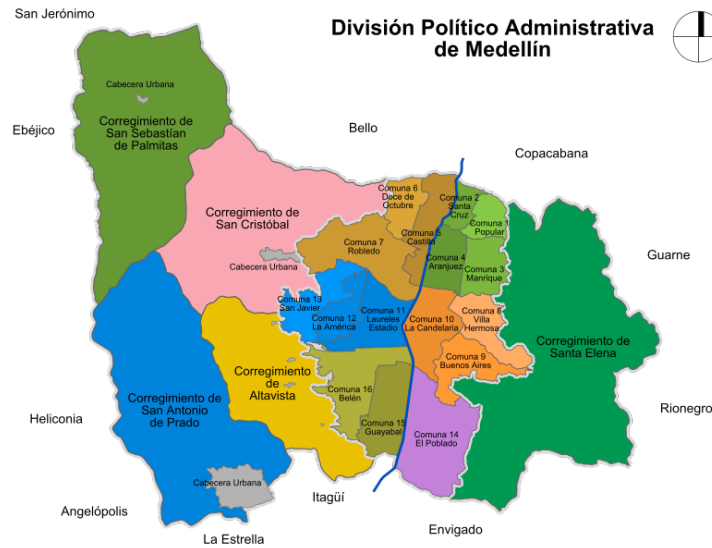 San Jerónimo
División Político Administrativa
de Medellín
Cabecera Urbana
Corregimiento de
San Sebastían
de Palmitas
Ebéjico
Bello
Copacabana
Comuna 6
Doce de
Octubre
Comuna 2
Santa
Cruz
Comuna 1
Popular
Corregimiento de
San Cristóbal
Comuna 5
Castilla
Comuna 7
Robledo
Comuna 4
Aranjuez
Comuna 3
Manrique
Guarne
Cabecera Urbana
Comuna 13
San Javier
Comuna 12
La América
Comuna 11
Laureles
Estadio
Comuna 10
La Candelaria
Comuna 8
Villa
Hermosa
Corregimiento de
Santa Elena
Comuna 9
Buenos Aires
Corregimiento
de
Altavista
Comuna 16
Belén
Corregimiento de
San Antonio
de Prado
Comuna 15
Guayabal
Comuna 14
El Poblado
Heliconia
Rionegro
Cabecera Urbana
Itagüí
Angelópolis
La Estrella
Envigado